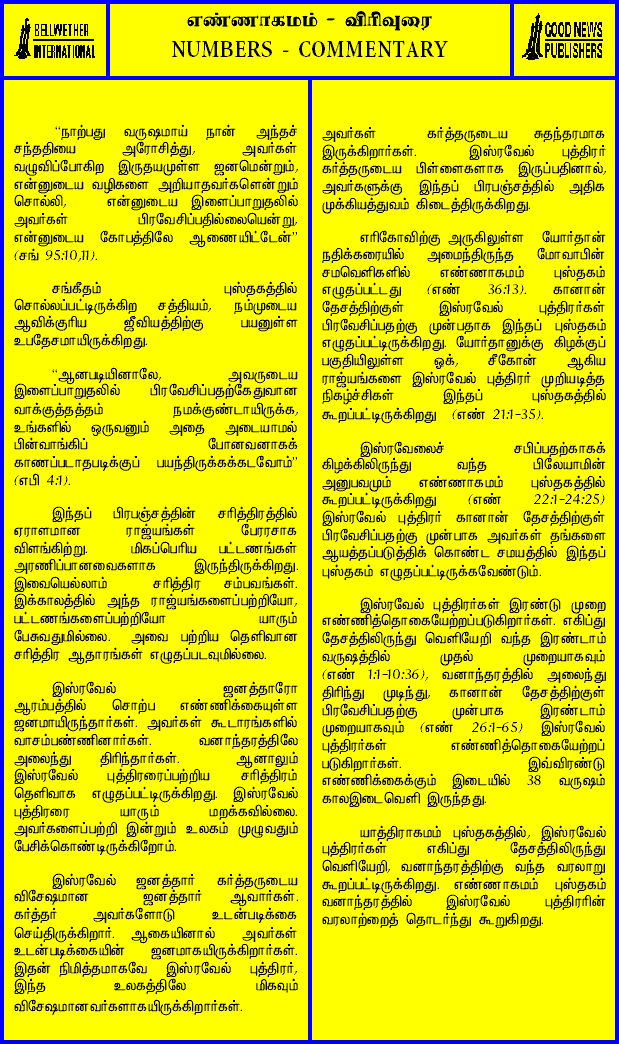 BELLWETHER
INTERNATIONAL
எண்ணாகமம் - விரிவுரை
NUMBERS - COMMENTARY
GOOD NEWS
PUBLISHERS
“நாற்பது வருஷமாய் நான் அந்தச்
சந்ததியை அரோசித்து, அவர்கள்
வழுவிப்போகிற இருதயமுள்ள ஜனமென்றும்,
என்னுடைய வழிகளை அறியாதவர்களென்றும்
சொல்லி, என்னுடைய இளைப்பாறுதலில்
அவர்கள் பிரவேசிப்பதில்லையென்று,
என்னுடைய கோபத்திலே ஆணையிட்டேன்”
(சங் 95:10,11).
சங்கீதம் புஸ்தகத்தில்
சொல்லப்பட்டிருக்கிற சத்தியம், நம்முடைய
ஆவிக்குரிய ஜீவியத்திற்கு பயனுள்ள
உபதேசமாயிருக்கிறது.
“ஆனபடியினாலே, அவருடைய
இளைப்பாறுதலில் பிரவேசிப்பதற்கேதுவான
வாக்குத்தத்தம் நமக்குண்டாயிருக்க,
உங்களில் ஒருவனும் அதை அடையாமல்
பின்வாங்கிப் போனவனாகக்
காணப்படாதபடிக்குப் பயந்திருக்கக்கடவோம்”
(எபி 4:1).
இந்தப் பிரபஞ்சத்தின் சரித்திரத்தில்
ஏராளமான ராஜ்யங்கள் பேரரசாக
விளங்கிற்று. மிகப்பெரிய பட்டணங்கள்
அரணிப்பானவைகளாக இருந்திருக்கிறது.
இவையெல்லாம் சரித்திர சம்பவங்கள்.
இக்காலத்தில் அந்த ராஜ்யங்களைப்பற்றியோ,
பட்டணங்களைப்பற்றியோ யாரும்
பேசுவதுமில்லை. அவை பற்றிய தெளிவான
சரித்திர ஆதாரங்கள் எழுதப்படவுமில்லை.
இஸ்ரவேல் ஜனத்தாரோ
ஆரம்பத்தில் சொற்ப எண்ணிக்கையுள்ள
ஜனமாயிருந்தார்கள். அவர்கள் கூடாரங்களில்
வாசம்பண்ணினார்கள். வனாந்தரத்திலே
அலைந்து திரிந்தார்கள். ஆனாலும்
இஸ்ரவேல் புத்திரரைப்பற்றிய சரித்திரம்
தெளிவாக எழுதப்பட்டிருக்கிறது. இஸ்ரவேல்
புத்திரரை யாரும் மறக்கவில்லை.
அவர்களைப்பற்றி இன்றும் உலகம் முழுவதும்
பேசிக்கொண்டிருக்கிறோம்.
இஸ்ரவேல் ஜனத்தார் கர்த்தருடைய
விசேஷமான ஜனத்தார் ஆவார்கள்.
கர்த்தர் அவர்களோடு உடன்படிக்கை
செய்திருக்கிறார். ஆகையினால் அவர்கள்
உடன்படிக்கையின் ஜனமாகயிருக்கிறார்கள்.
இதன் நிமித்தமாகவே இஸ்ரவேல் புத்திரர்,
இந்த உலகத்திலே மிகவும்
விசேஷமானவர்களாகயிருக்கிறார்கள்.
அவர்கள் கர்த்தருடைய சுதந்தரமாக
இருக்கிறார்கள். இஸ்ரவேல் புத்திரர்
கர்த்தருடைய பிள்ளைகளாக இருப்பதினால்,
அவர்களுக்கு இந்தப் பிரபஞ்சத்தில் அதிக
முக்கியத்துவம் கிடைத்திருக்கிறது.
எரிகோவிற்கு அருகிலுள்ள யோர்தான்
நதிக்கரையில் அமைந்திருந்த மோவாபின்
சமவெளிகளில் எண்ணாகமம் புஸ்தகம்
எழுதப்பட்டது (எண் 36:13). கானான்
தேசத்திற்குள் இஸ்ரவேல் புத்திரர்கள்
பிரவேசிப்பதற்கு முன்பதாக இந்தப் புஸ்தகம்
எழுதப்பட்டிருக்கிறது. யோர்தானுக்கு கிழக்குப்
பகுதியிலுள்ள ஓக், சீகோன் ஆகிய
ராஜ்யங்களை இஸ்ரவேல் புத்திரர் முறியடித்த
நிகழ்ச்சிகள் இந்தப் புஸ்தகத்தில்
கூறப்பட்டிருக்கிறது (எண் 21:1-35).
இஸ்ரவேலைச் சபிப்பதற்காகக்
கிழக்கிலிருந்து வந்த பிலேயாமின்
அனுபவமும் எண்ணாகமம் புஸ்தகத்தில்
கூறப்பட்டிருக்கிறது (எண் 22:1-24:25)
இஸ்ரவேல் புத்திரர் கானான் தேசத்திற்குள்
பிரவேசிப்பதற்கு முன்பாக அவர்கள் தங்களை
ஆயத்தப்படுத்திக் கொண்ட சமயத்தில் இந்தப்
புஸ்தகம் எழுதப்பட்டிருக்கவேண்டும்.
இஸ்ரவேல் புத்திரர்கள் இரண்டு முறை
எண்ணித்தொகையேற்றப்படுகிறார்கள். எகிப்து
தேசத்திலிருந்து வெளியேறி வந்த இரண்டாம்
வருஷத்தில் முதல் முறையாகவும்
(எண் 1:1-10:36), வனாந்தரத்தில் அலைந்து
திரிந்து முடிந்து, கானான் தேசத்திற்குள்
பிரவேசிப்பதற்கு முன்பாக இரண்டாம்
முறையாகவும் (எண் 26:1-65) இஸ்ரவேல்
புத்திரர்கள் எண்ணித்தொகையேற்றப்
படுகிறார்கள். இவ்விரண்டு
எண்ணிக்கைக்கும் இடையில் 38 வருஷம்
காலஇடைவெளி இருந்தது.
யாத்திராகமம் புஸ்தகத்தில், இஸ்ரவேல்
புத்திரர்கள் எகிப்து தேசத்திலிருந்து
வெளியேறி, வனாந்தரத்திற்கு வந்த வரலாறு
கூறப்பட்டிருக்கிறது. எண்ணாகமம் புஸ்தகம்
வனாந்தரத்தில் இஸ்ரவேல் புத்திரரின்
வரலாற்றைத் தொடர்ந்து கூறுகிறது.